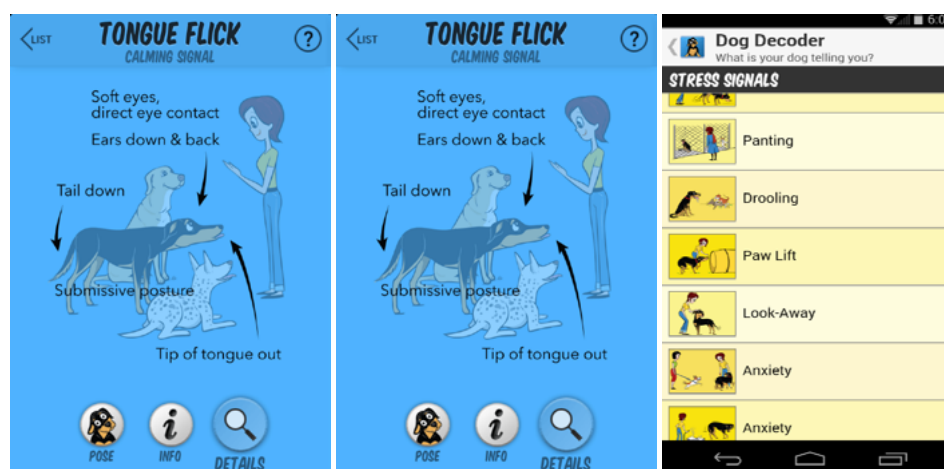 LIST
TONGUE FLICK
?
CALMING SIGNAL
Soft eyes,
direct eye contact
Ears down & back
Tail down
Submissive posture
Tip of tongue out
i
POSE
INFO
DETAILS
LIST
TONGUE FLICK
?
CALMING SIGNAL
Soft eyes,
direct eye contact
Ears down & back
Tail down
Submissive posture
Tip of tongue out
i
POSE
INFO
DETAILS
Dog Decoder
What is your dog telling you?
STRESS SIGNALS
Panting
Drooling
Paw Lift
Look-Away
Anxiety
Anxiety